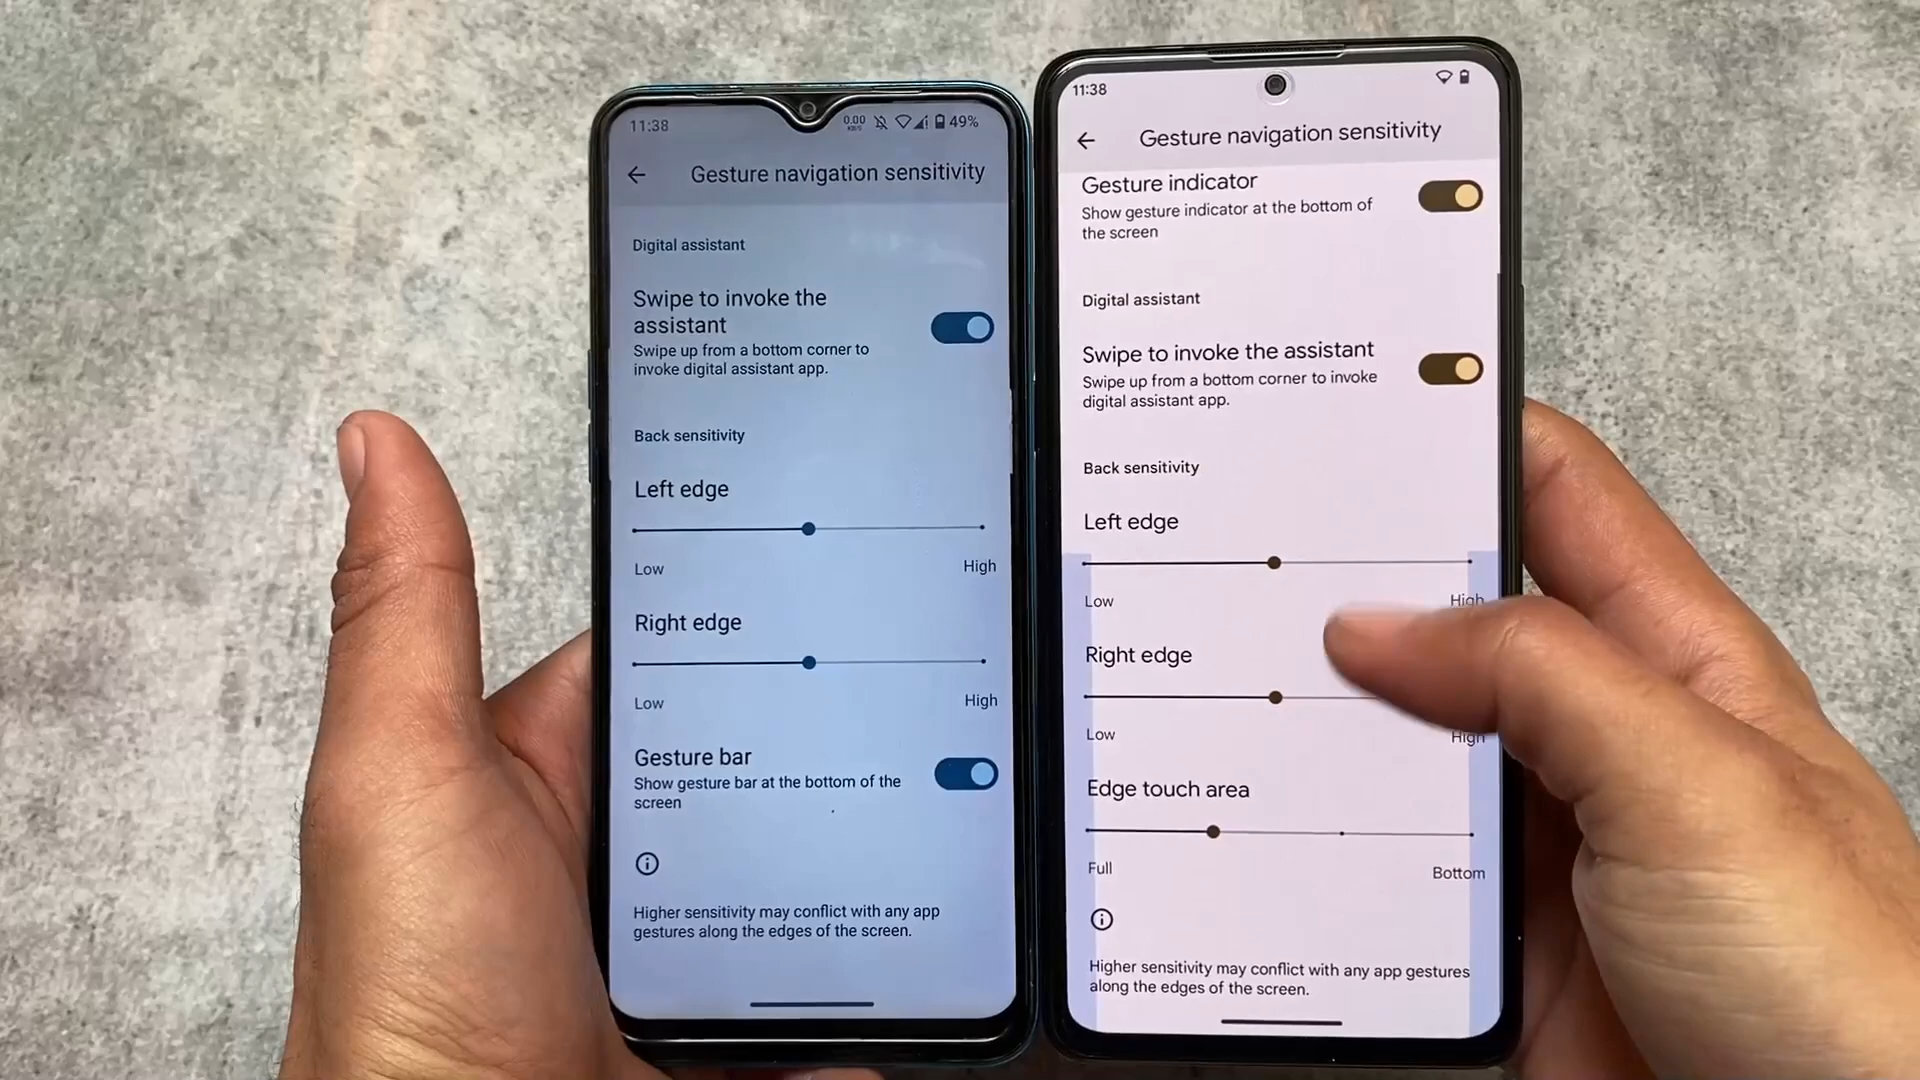 11:38
0.00
KB/S
49%
Gesture navigation sensitivity
Digital assistant
Swipe to invoke the
assistant
Swipe up from a bottom corner to
invoke digital assistant app.
Back sensitivity
Left edge
Low
High
Right edge
Low
High
Gesture bar
Show gesture bar at the bottom of the
screen
Higher sensitivity may conflict with any app
gestures along the edges of the screen.
11:38
Gesture navigation sensitivity
Gesture indicator
Show gesture indicator at the bottom of
the screen
Digital assistant
Swipe to invoke the assistant
Swipe up from a bottom corner to invoke
digital assistant app.
Back sensitivity
Left edge
Low
High
Right edge
Low
High
Edge touch area
Full
Bottom
Higher sensitivity may conflict with any app gestures
along the edges of the screen.